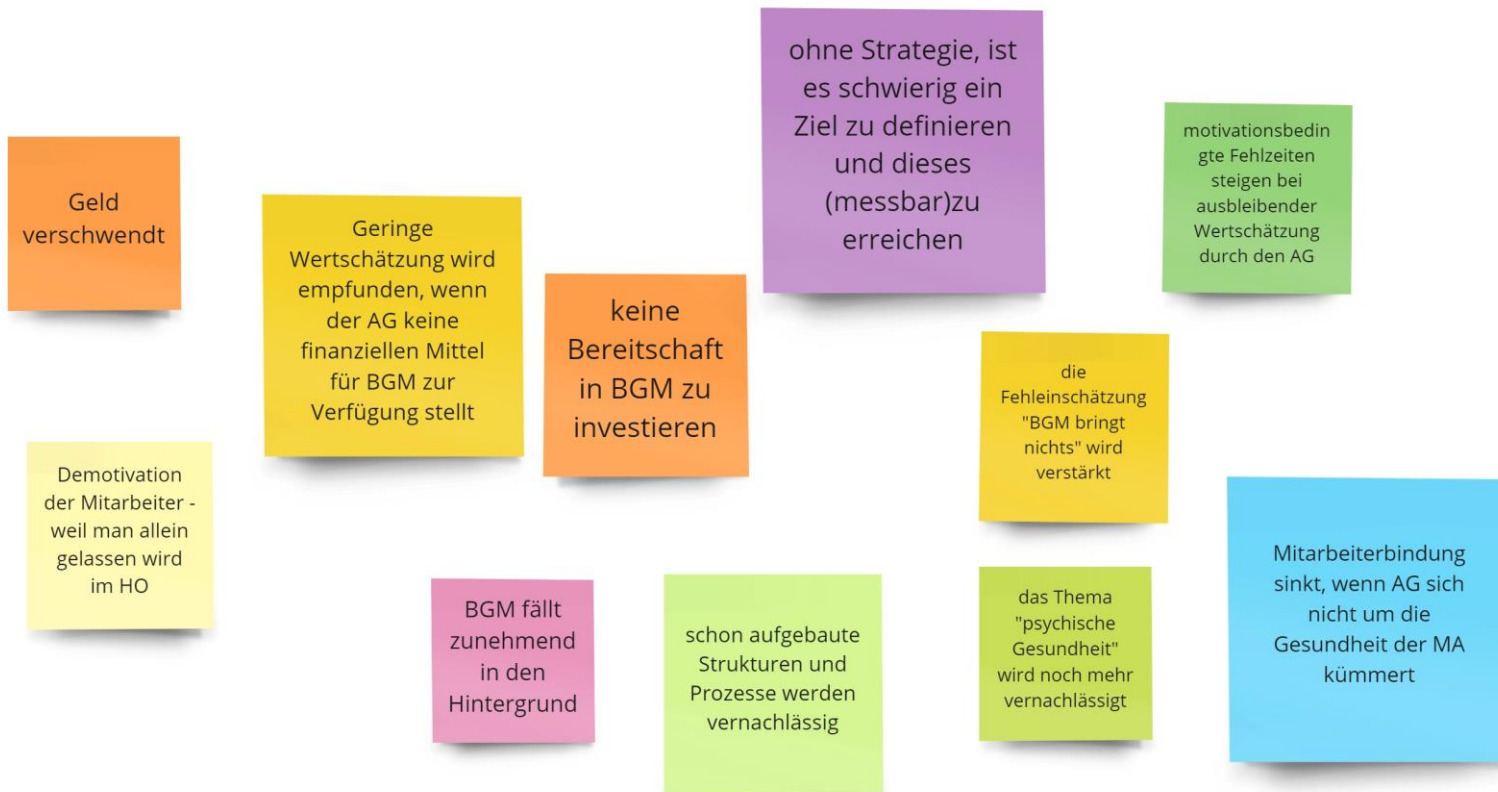 ohne Strategie, ist
es schwierig ein
Ziel zu definieren
und dieses
(messbar)zu
erreichen
motivationsbedin
gte Fehlzeiten
steigen bei
ausbleibender
Wertschätzung
durch den AG
Geld
verschwendt
Geringe
Wertschätzung wird
empfunden, wenn
der AG keine
finanziellen Mittel
für BGM zur
Verfügung stellt
keine
Bereitschaft
in BGM zu
investieren
die
Fehleinschätzung
"BGM bringt
nichts" wird
verstärkt
Demotivation
der Mitarbeiter -
weil man allein
gelassen wird
im HO
BGM fällt
zunehmend
in den
Hintergrund
schon aufgebaute
Strukturen und
Prozesse werden
vernachlässig
das Thema
"psychische
Gesundheit"
wird noch mehr
vernachlässigt
Mitarbeiterbindung
sinkt, wenn AG sich
nicht um die
Gesundheit der MA
kümmert